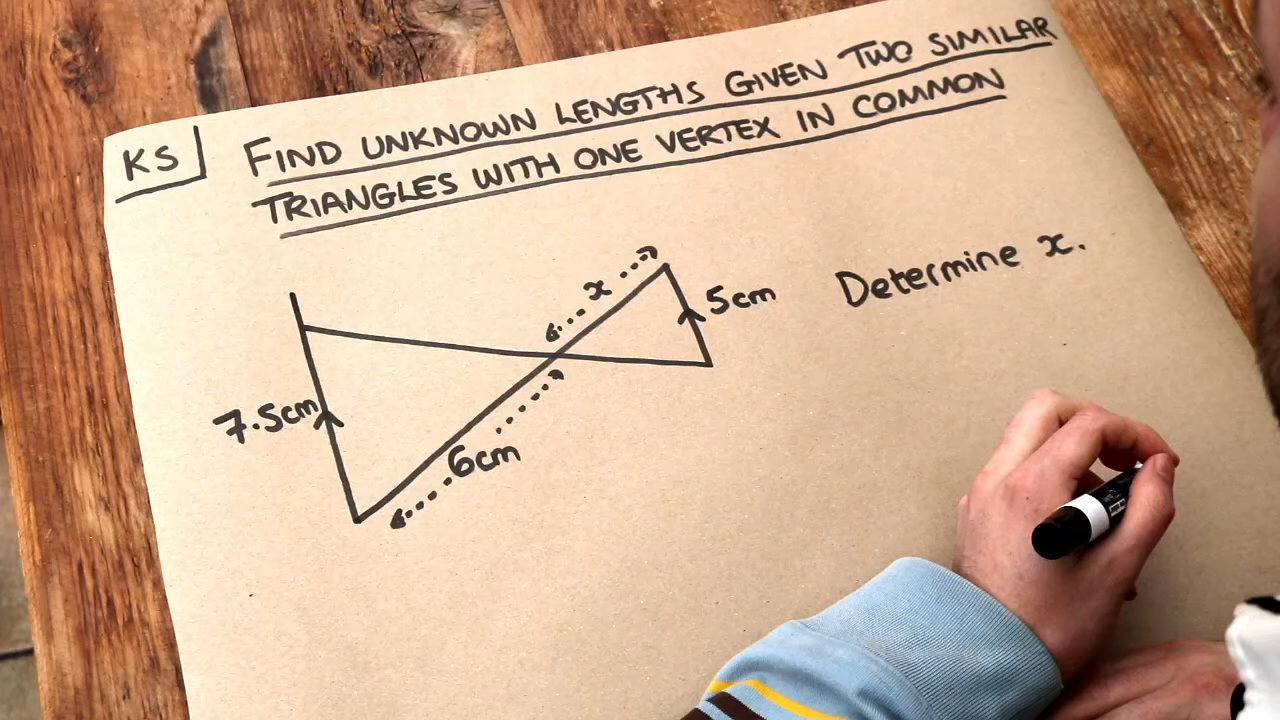 KS
FIND UNKNOWN LENGTHS GIVEN TWO SIMILAR
TRIANGLES WITH ONE VERTEX IN COMMON
Determine x.
x
5cm
7.5cm
6cm